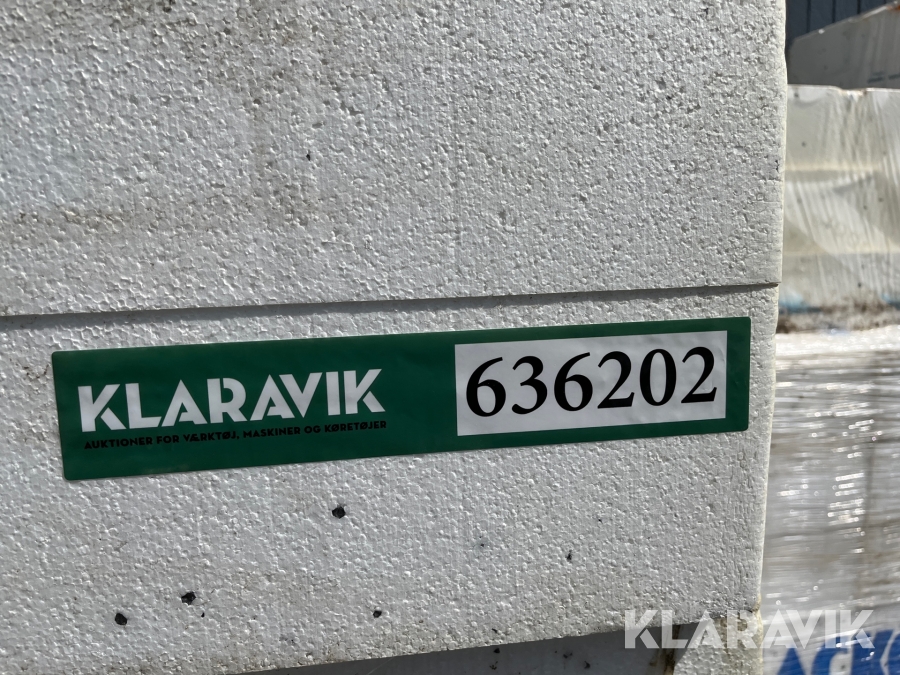 KLARAVIK
AUKTIONER FOR VÆRKTØJ, MASKINER OG KØRETØJER
636202
KLARAVIK